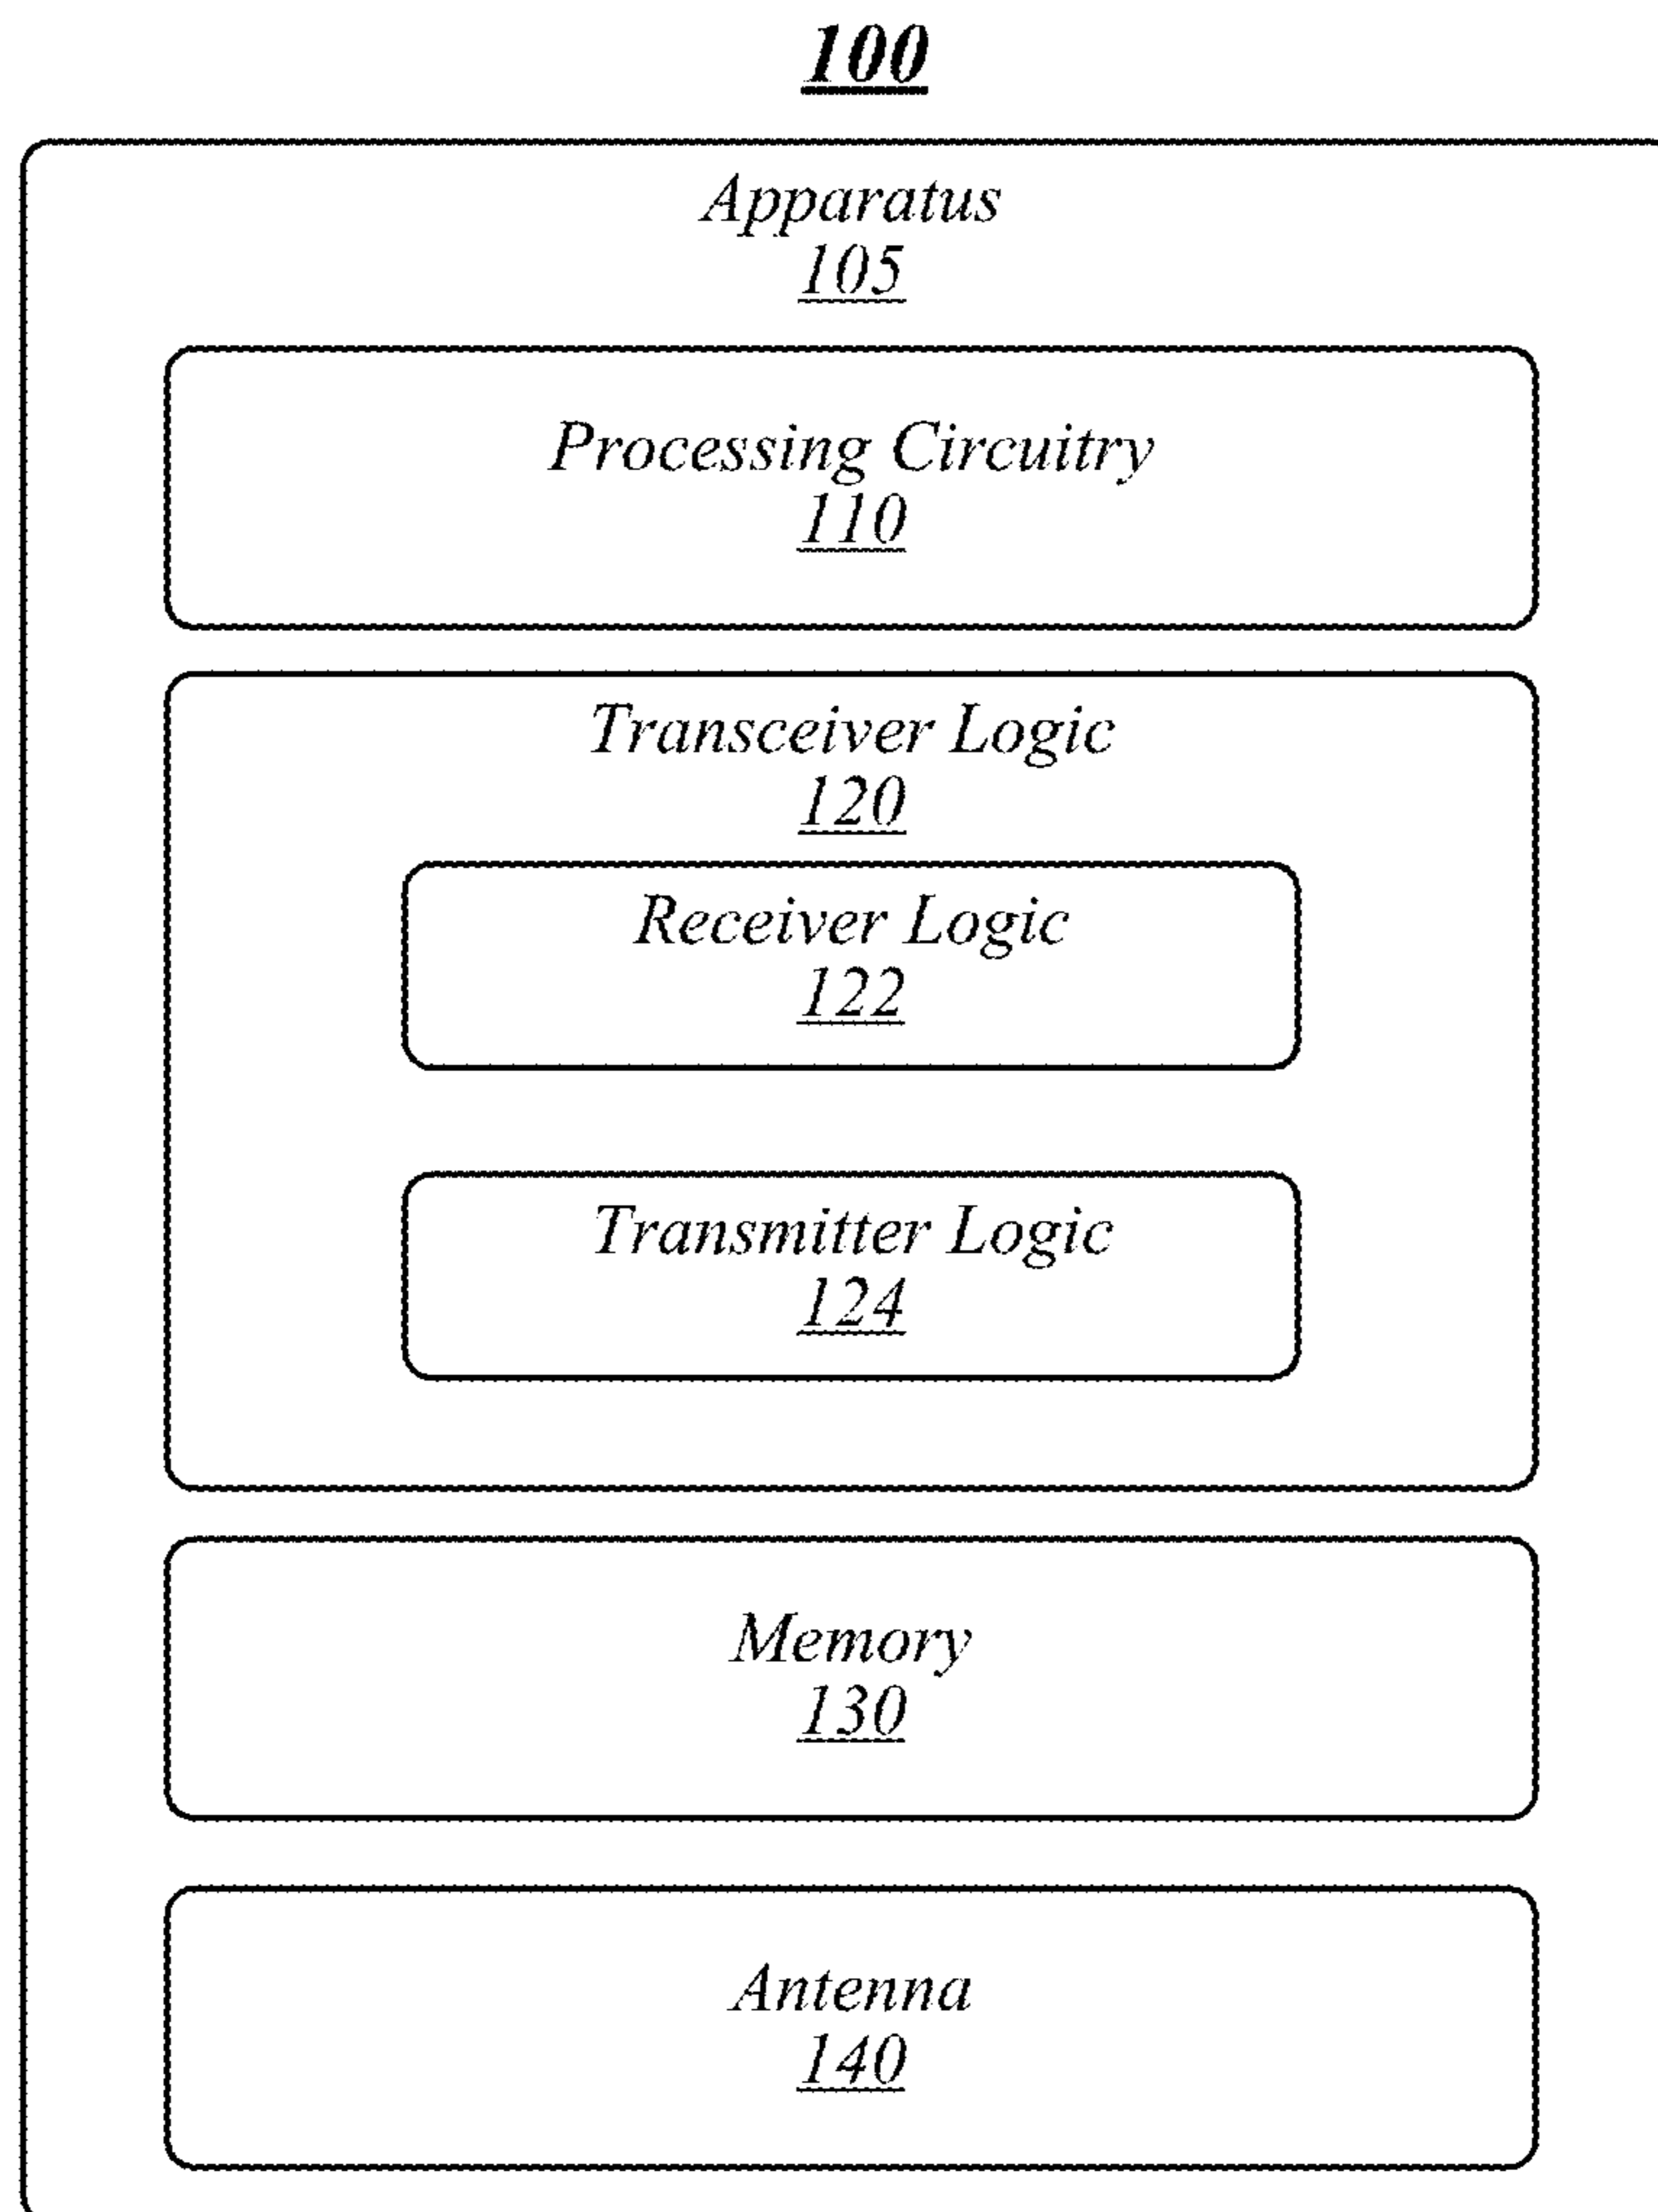 100
Apparatus
105
Processing Circuitry
110
Transceiver Logic
120
Receiver Logic
122
Transmitter Logic
124
Memory
130
Antenna
140